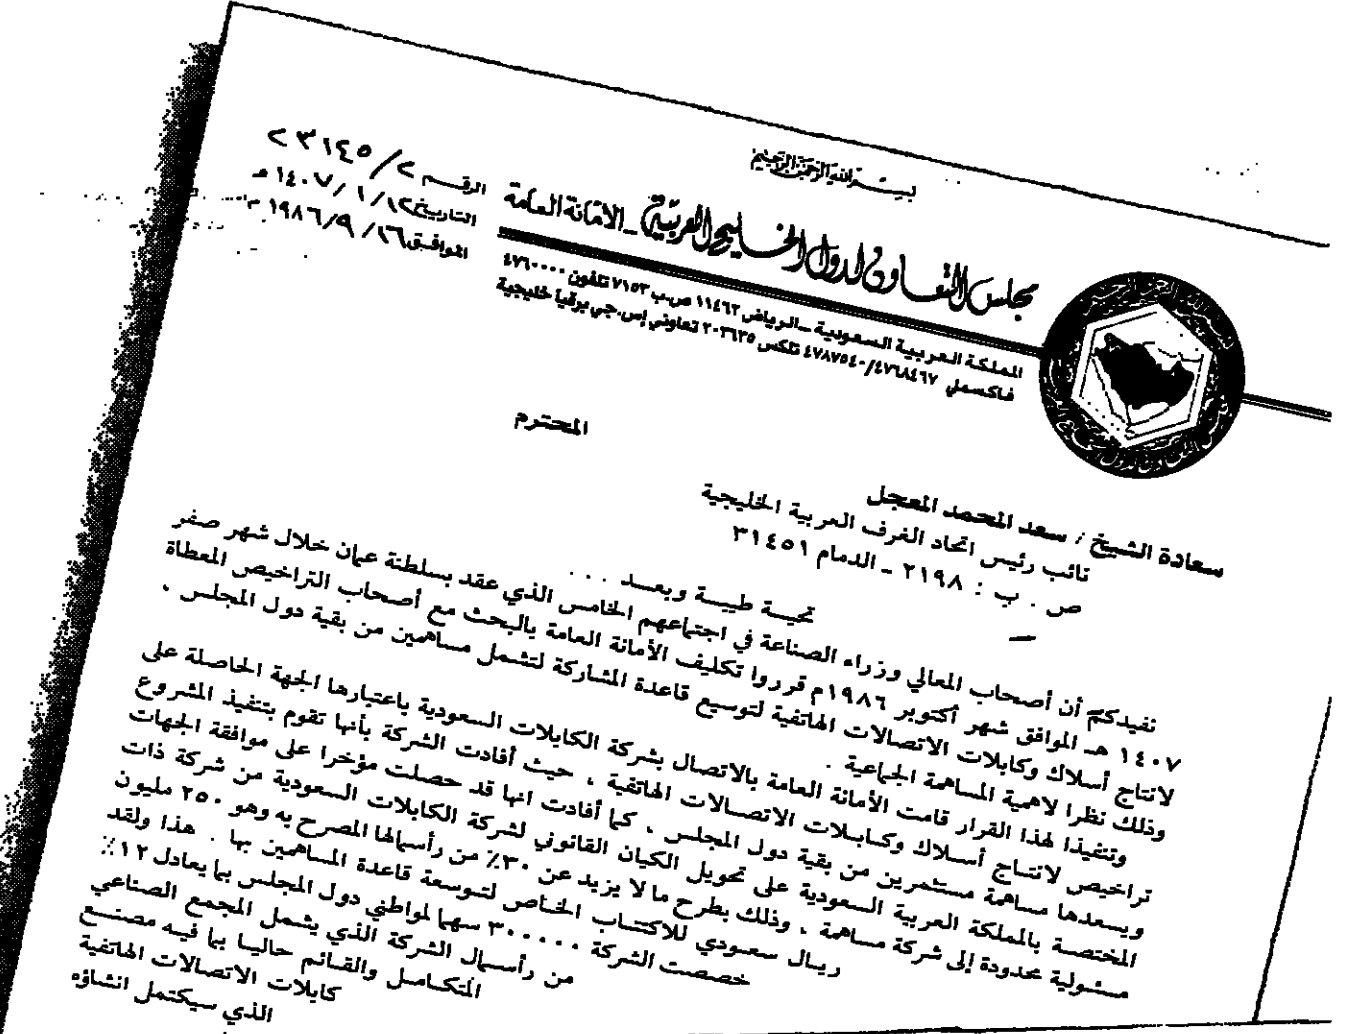 بسم الله الرحمن الرحيم
مجلس التعاون لدول الخليج العربية ـ الأمانة العامة
المملكة العربية السعودية ـ الرياض ١١٤٦٢ ص.ب ٧١٥٣ تلفون ٤٧٦٠٠٠٠
فاكسملي ٤٧٨٧٥٤٠/٤٧٦٨٤٦٧ تلكس ٢٠٣٦٣٥ تعاوني إس.جي برقيا خليجية
الرقم ٢٣١٤٥/٢
التاريخ ١٤٠٧/١/١٢ هـ
الموافق ١٩٨٦/٩/١٦ م
سعادة الشيخ / سعد المحمد المعجل المحترم
نائب رئيس اتحاد الغرف العربية الخليجية
ص . ب : ٢١٩٨ ـ الدمام ٣١٤٥١
تحية طيبة وبعد . . .
نفيدكم أن أصحاب المعالي وزراء الصناعة في اجتماعهم الخامس الذي عقد بسلطنة عمان خلال شهر صفر
١٤٠٧ هـ الموافق شهر أكتوبر ١٩٨٦م قرروا تكليف الأمانة العامة بالبحث مع أصحاب التراخيص المعطاة
لانتاج أسلاك وكابلات الاتصالات الهاتفية لتوسيع قاعدة المشاركة لتشمل مساهمين من بقية دول المجلس ،
وذلك نظرا لاهمية المساهمة الجماعية .
وتنفيذا لهذا القرار قامت الأمانة العامة بالاتصال بشركة الكابلات السعودية باعتبارها الجهة الحاصلة على
تراخيص لانتاج أسلاك وكابلات الاتصالات الهاتفية ، حيث أفادت الشركة بأنها تقوم بتنفيذ المشروع
ويسعدها مساهمة مستثمرين من بقية دول المجلس ، كما أفادت انها قد حصلت مؤخرا على موافقة الجهات
المختصة بالمملكة العربية السعودية على تحويل الكيان القانوني لشركة الكابلات السعودية من شركة ذات
مسئولية محدودة إلى شركة مساهمة ، وذلك بطرح ما لا يزيد عن ٣٠٪ من رأسمالها المصرح به وهو ٢٥٠ مليون
ريال سعودي للاكتتاب الخاص لتوسعة قاعدة المساهمين بها . هذا ولقد
خصصت الشركة ٣٠٠٠٠٠ سهما لمواطني دول المجلس بما يعادل ١٢٪
من رأسمال الشركة الذي يشمل المجمع الصناعي
المتكامل والقائم حاليا بما فيه مصنع
كابلات الاتصالات الهاتفية
الذي سيكتمل انشاؤه